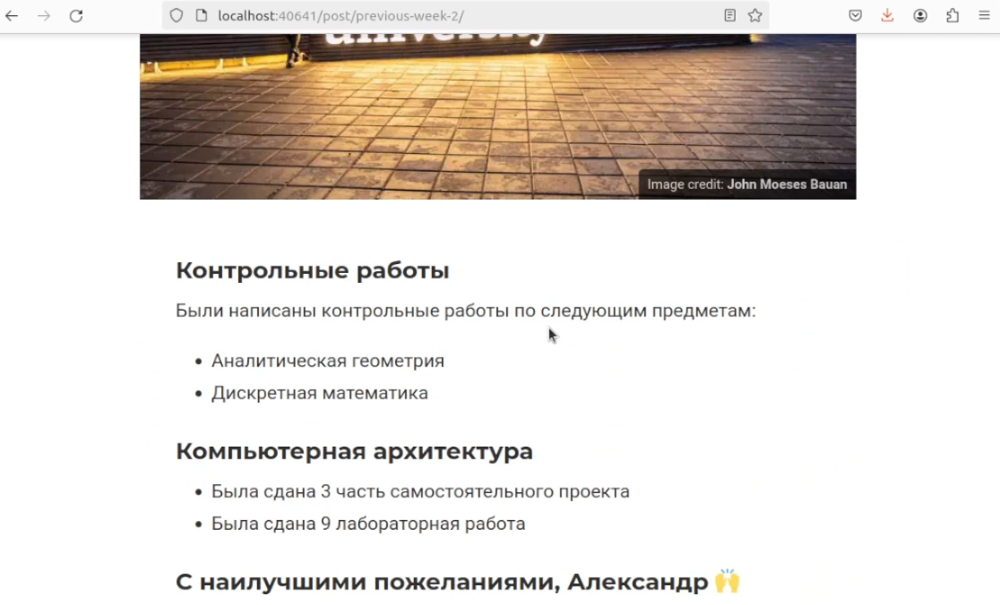 localhost:40641/post/previous-week-2/
university
Image credit: John Moeses Bauan
Контрольные работы
Были написаны контрольные работы по следующим предметам:
Аналитическая геометрия
Дискретная математика
Компьютерная архитектура
Была сдана 3 часть самостоятельного проекта
Была сдана 9 лабораторная работа
С наилучшими пожеланиями, Александр 🙌